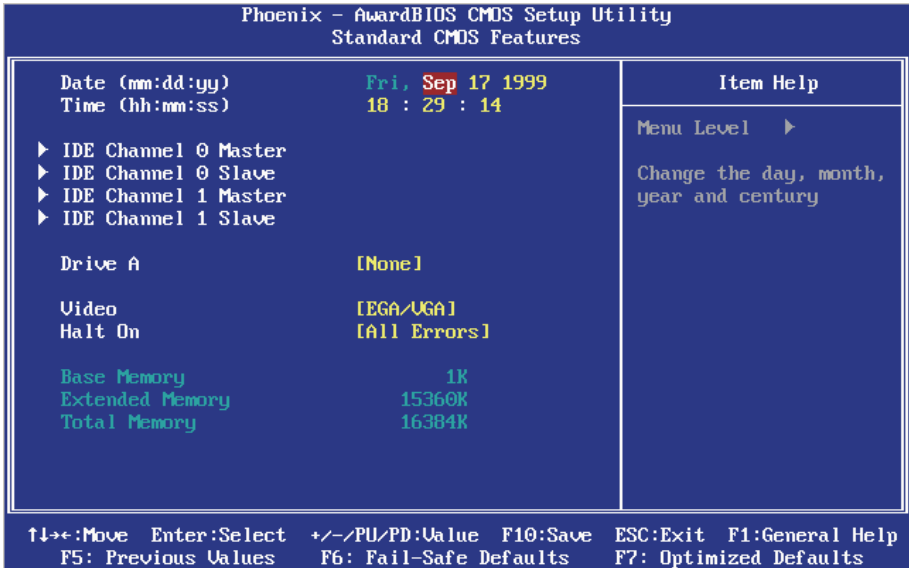 Phoenix - AwardBIOS CMOS Setup Utility
Standard CMOS Features
Date (mm:dd:yy) Fri, Sep 17 1999
Time (hh:mm:ss) 18 : 29 : 14
IDE Channel 0 Master
IDE Channel 0 Slave
IDE Channel 1 Master
IDE Channel 1 Slave
Drive A [None]
Video [EGA/VGA]
Halt On [All Errors]
Base Memory 1K
Extended Memory 15360K
Total Memory 16384K
Item Help
Menu Level
Change the day, month,
year and century
↑↓→←:Move Enter:Select +/-/PU/PD:Value F10:Save ESC:Exit F1:General Help
F5: Previous Values F6: Fail-Safe Defaults F7: Optimized Defaults